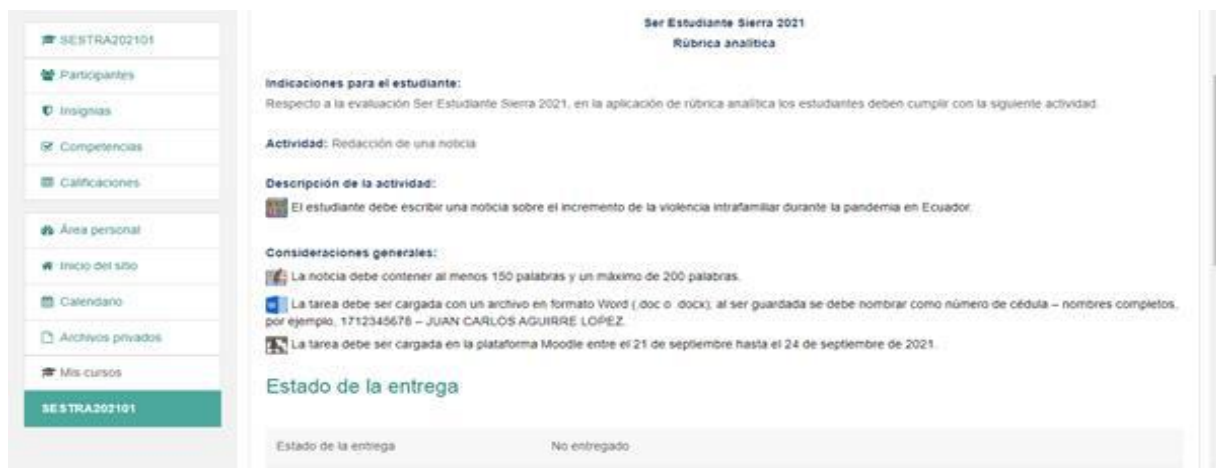 SESTRA202101
Participantes
Insignias
Competencias
Calificaciones
Área personal
Inicio del sitio
Calendario
Archivos privados
Mis cursos
SESTRA202101
Ser Estudiante Sierra 2021
Rúbrica analítica
Indicaciones para el estudiante:
Respecto a la evaluación Ser Estudiante Sierra 2021, en la aplicación de rúbrica analítica los estudiantes deben cumplir con la siguiente actividad.
Actividad: Redacción de una noticia
Descripción de la actividad:
El estudiante debe escribir una noticia sobre el incremento de la violencia intrafamiliar durante la pandemia en Ecuador.
Consideraciones generales:
La noticia debe contener al menos 150 palabras y un máximo de 200 palabras.
La tarea debe ser cargada con un archivo en formato Word (.doc o .docx), al ser guardada se debe nombrar como número de cédula – nombres completos,
por ejemplo, 1712345678 – JUAN CARLOS AGUIRRE LOPEZ.
La tarea debe ser cargada en la plataforma Moodle entre el 21 de septiembre hasta el 24 de septiembre de 2021.
Estado de la entrega
Estado de la entrega No entregado